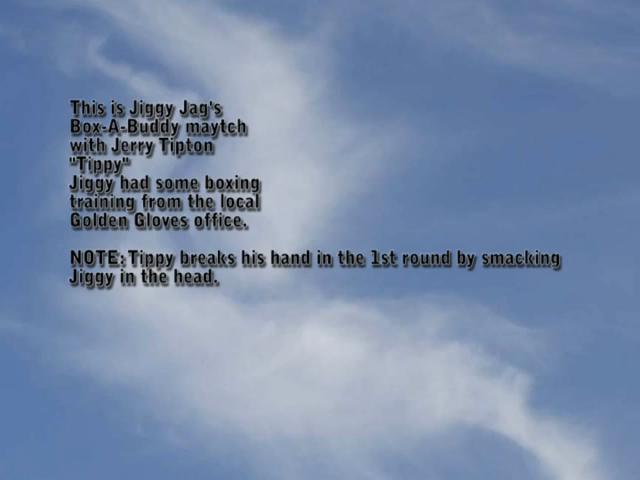 This is Jiggy Jag's
Box-A-Buddy maytch
with Jerry Tipton
"Tippy"
Jiggy had some boxing
training from the local
Golden Gloves office.
NOTE: Tippy breaks his hand in the 1st round by smacking
Jiggy in the head.